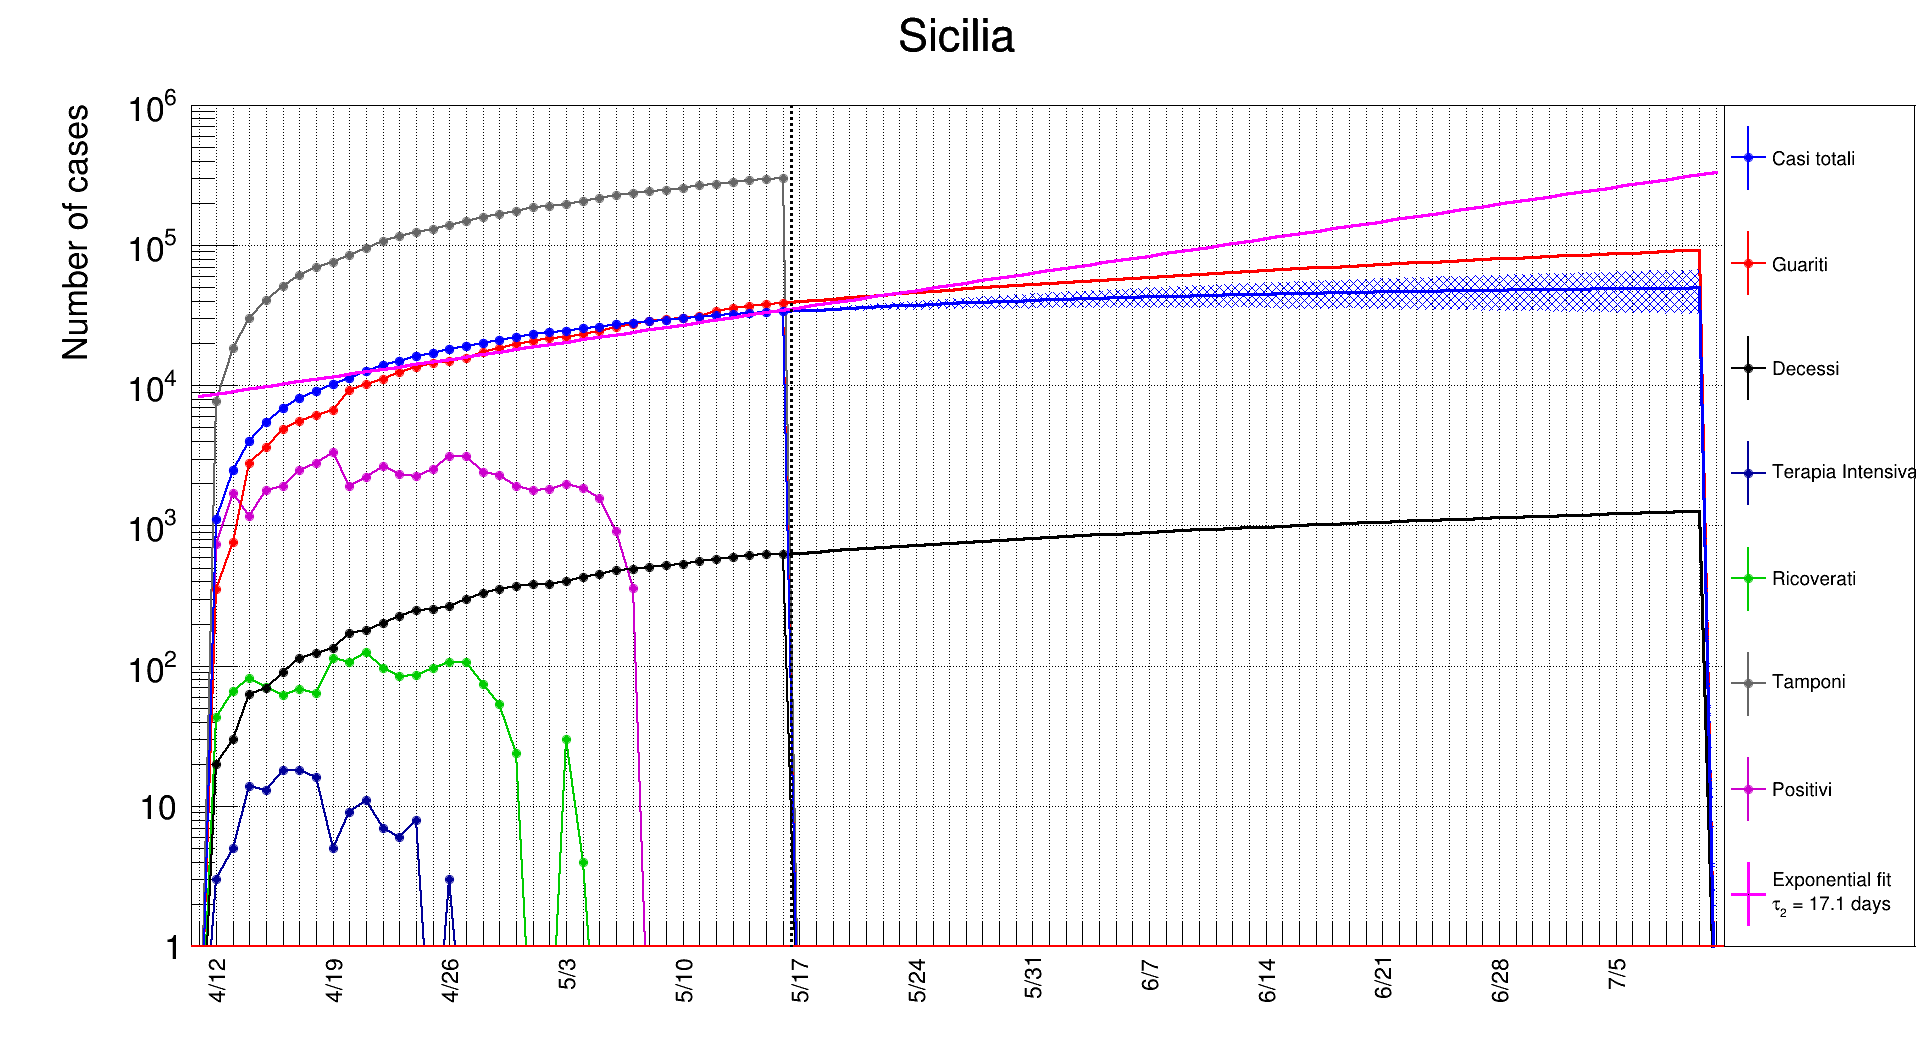 Sicilia
Number of cases
10^6
10^5
10^4
10^3
10^2
10
1
4/12 4/19 4/26 5/3 5/10 5/17 5/24 5/31 6/7 6/14 6/21 6/28 7/5
Casi totali
Guariti
Decessi
Terapia Intensiva
Ricoverati
Tamponi
Positivi
Exponential fit
τ_2 = 17.1 days